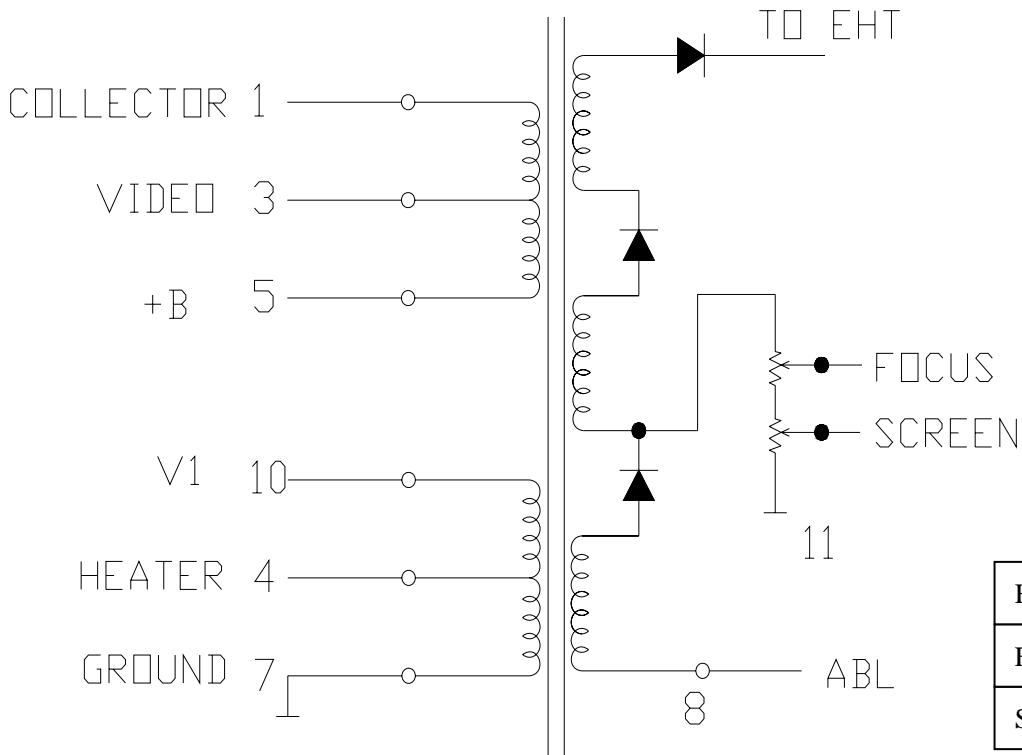 TO EHT
COLLECTOR 1
VIDEO 3
+B 5
FOCUS
SCREEN
V1 10
11
HEATER 4
GROUND 7
ABL
8